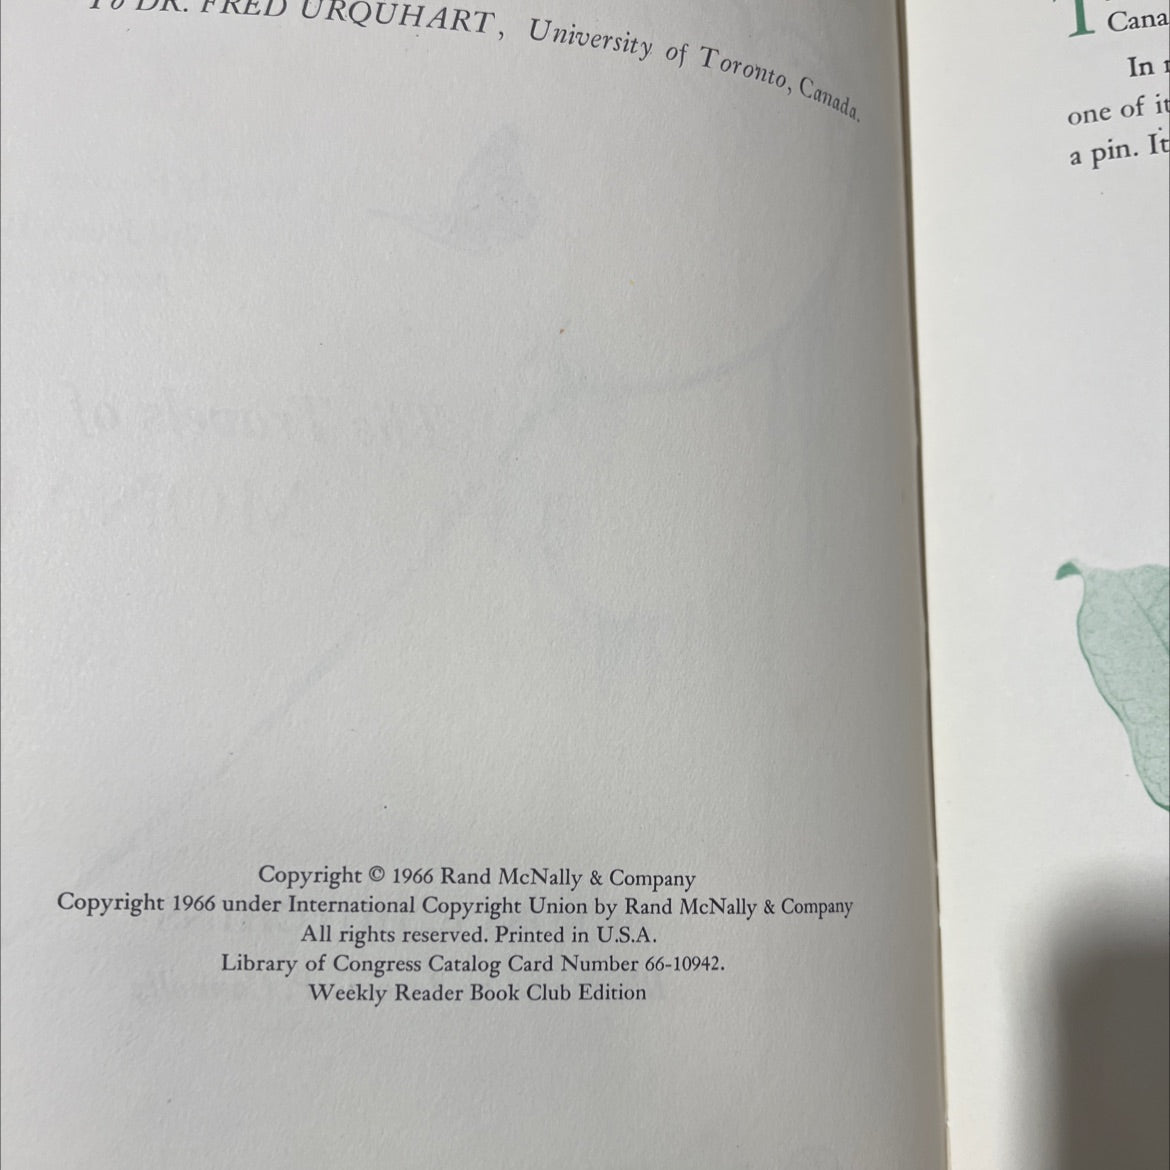 To DR. FRED URQUHART, University of Toronto, Canada.
Copyright © 1966 Rand McNally & Company
Copyright 1966 under International Copyright Union by Rand McNally & Company
All rights reserved. Printed in U.S.A.
Library of Congress Catalog Card Number 66-10942.
Weekly Reader Book Club Edition
T
Cana
In
one of it
a pin. It